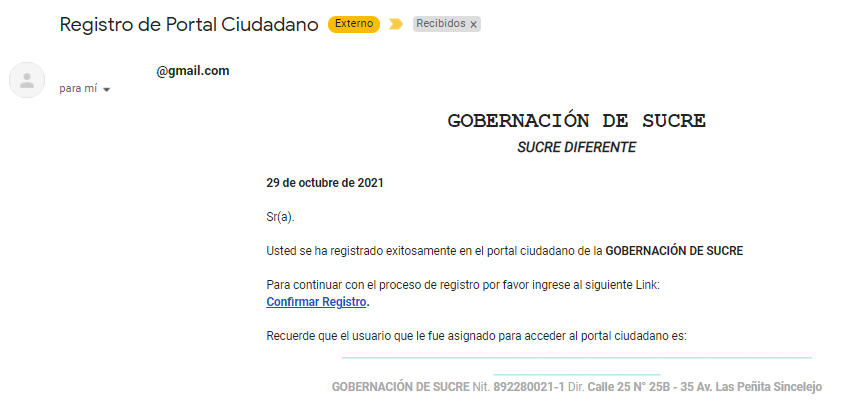 Registro de Portal Ciudadano Externo Recibidos x
@gmail.com
para mí
GOBERNACIÓN DE SUCRE
SUCRE DIFERENTE
29 de octubre de 2021
Sr(a).
Usted se ha registrado exitosamente en el portal ciudadano de la GOBERNACIÓN DE SUCRE
Para continuar con el proceso de registro por favor ingrese al siguiente Link:
Confirmar Registro.
Recuerde que el usuario que le fue asignado para acceder al portal ciudadano es:
GOBERNACIÓN DE SUCRE Nit. 892280021-1 Dir. Calle 25 N° 25B - 35 Av. Las Peñita Sincelejo